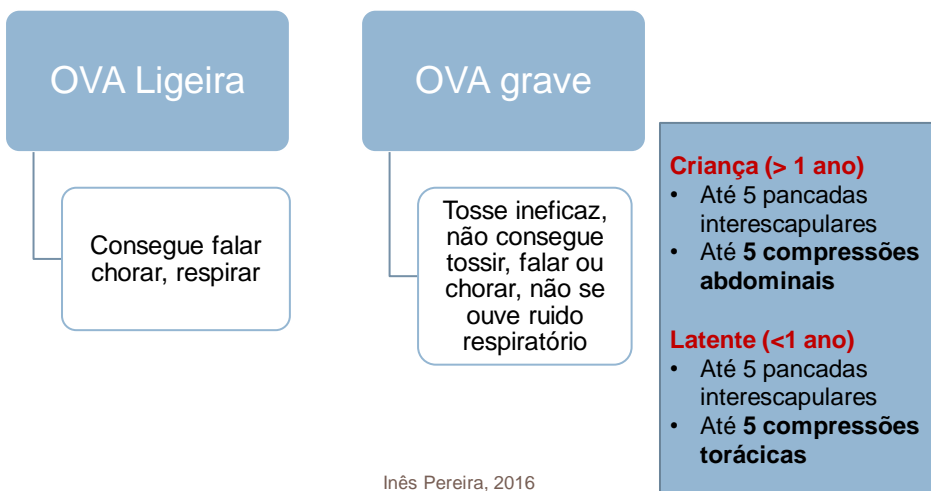 OVA Ligeira
Consegue falar
chorar, respirar
OVA grave
Tosse ineficaz,
não consegue
tossir, falar ou
chorar, não se
ouve ruido
respiratório
Criança (> 1 ano)
• Até 5 pancadas
interescapulares
• Até 5 compressões
abdominais
Latente (<1 ano)
• Até 5 pancadas
interescapulares
• Até 5 compressões
torácicas
Inês Pereira, 2016